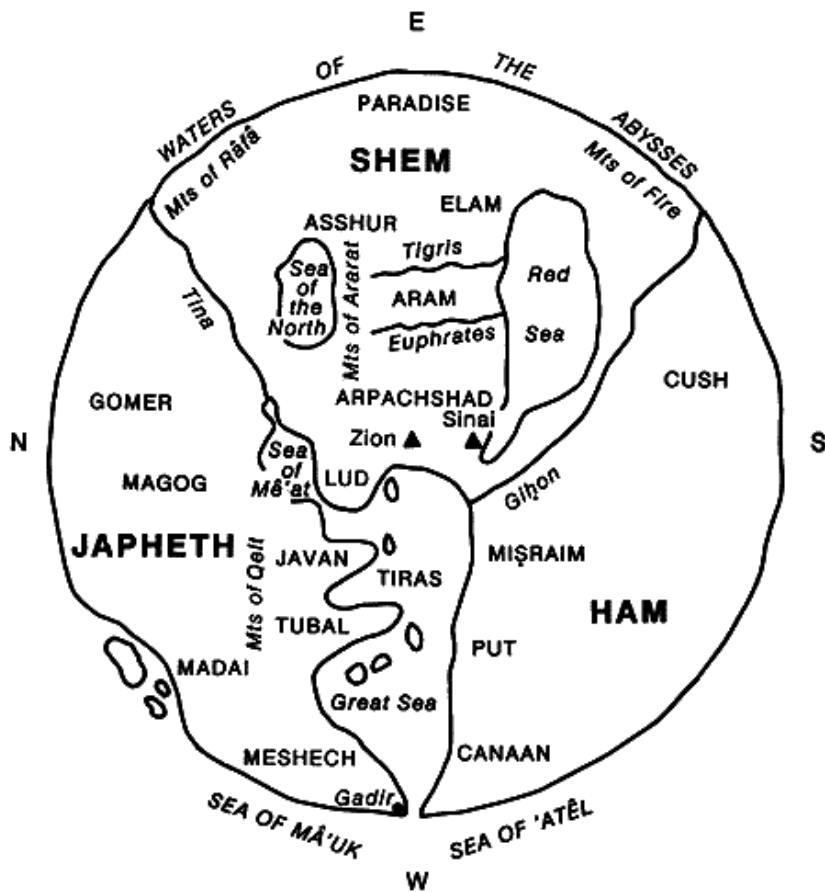 E
WATERS OF THE ABYSSES
PARADISE
Mts of Râfâ
SHEM
Mts of Fire
ELAM
ASSHUR
Sea
of
the
North
Mts of Ararat
Tigris
ARAM
Euphrates
Red
Sea
Tina
CUSH
GOMER
ARPACHSHAD
Sinai
Zion
N
S
Sea
of
Mê'at
LUD
MAGOG
Giḥon
JAPHETH
Mts of Qelt
JAVAN
TIRAS
MIṢRAIM
HAM
TUBAL
PUT
MADAI
Great Sea
MESHECH
CANAAN
Gadir
SEA OF MÂ'UK
SEA OF 'ATÊL
W